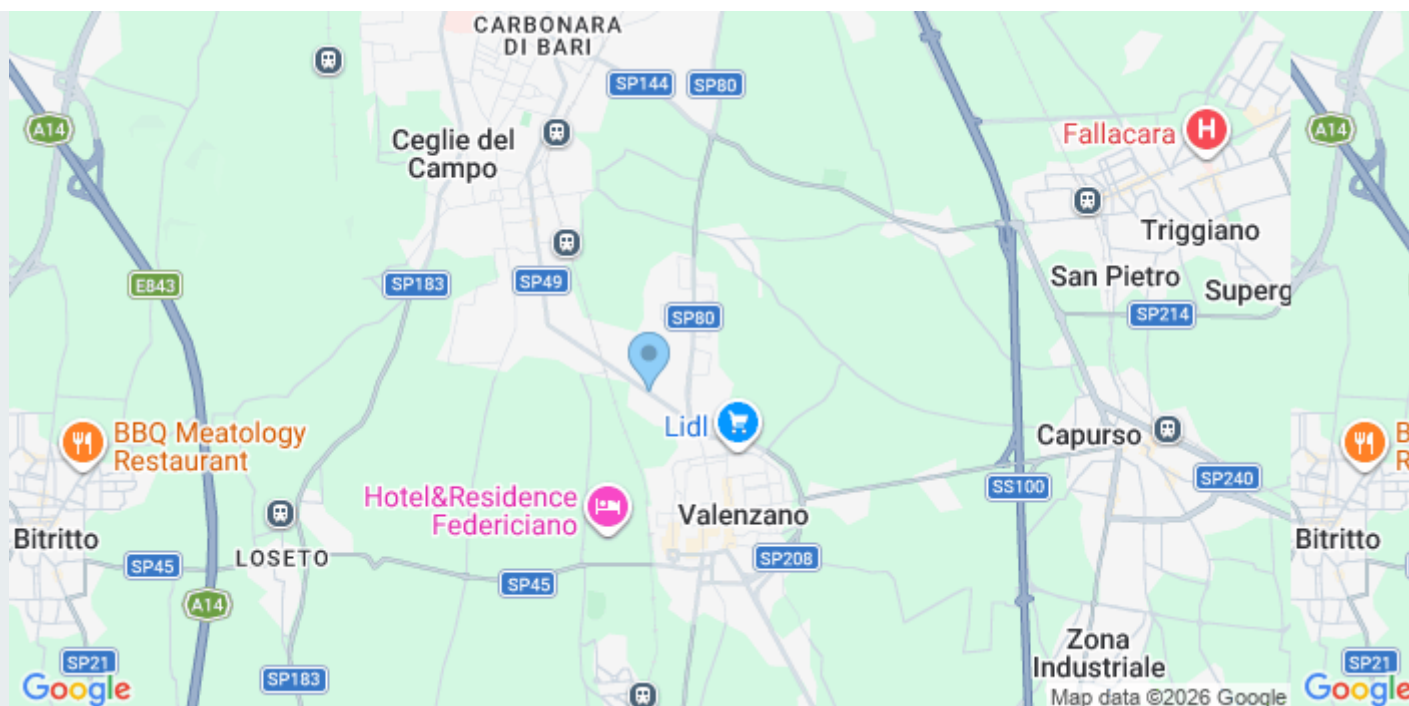 CARBONARA
DI BARI
SP144
SP80
A14
Ceglie del
Campo
Fallacara
H
A14
Triggiano
SP49
SP183
E843
San Pietro
Superg
SP80
SP214
BBQ Meatology
Restaurant
Lidl
Capurso
B
R
SP240
SS100
Hotel&Residence
Federiciano
Valenzano
Bitritto
LOSETO
SP45
SP45
SP208
Bitritto
A14
Zona
Industriale
SP21
SP183
SP21
Google
Map data ©2026 Google
Google